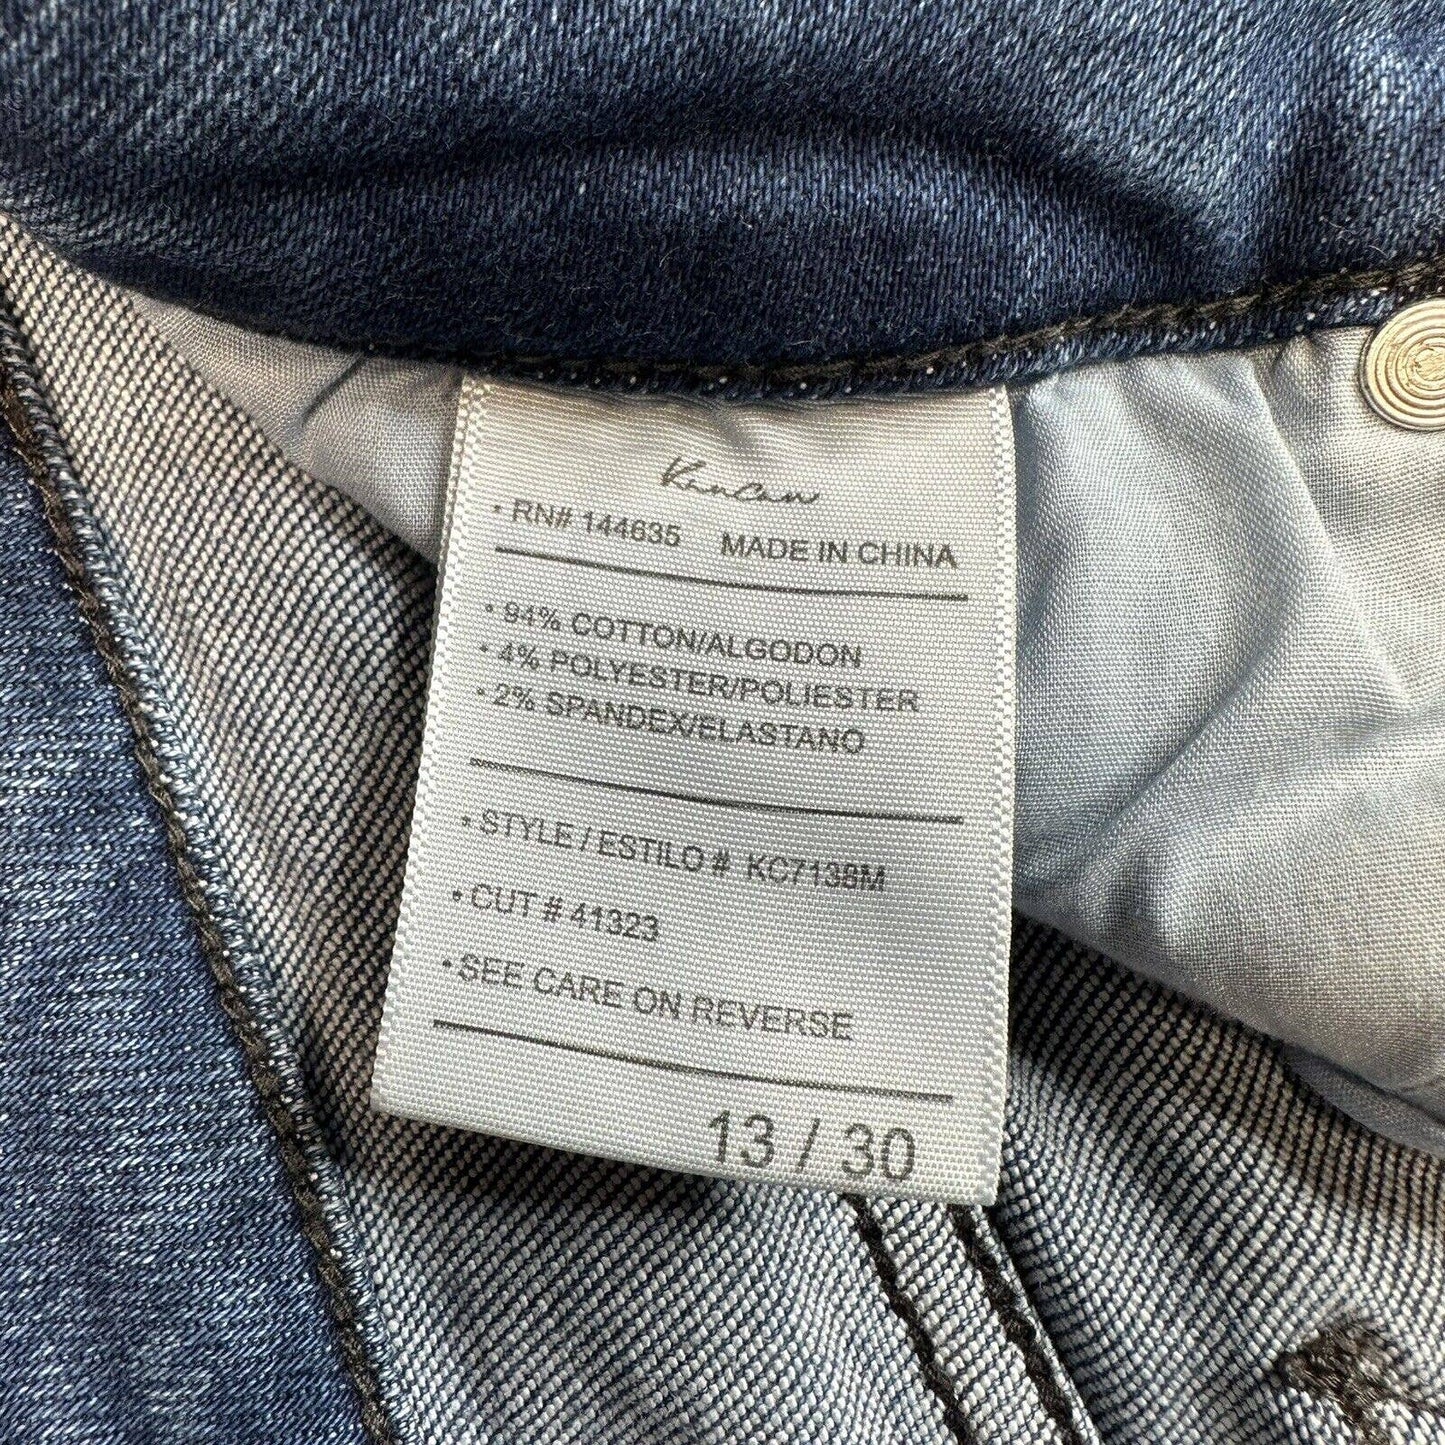 KanCan
• RN# 144635 MADE IN CHINA
• 94% COTTON/ALGODON
• 4% POLYESTER/POLIESTER
• 2% SPANDEX/ELASTANO
• STYLE / ESTILO # KC7138M
• CUT # 41323
• SEE CARE ON REVERSE
13 / 30